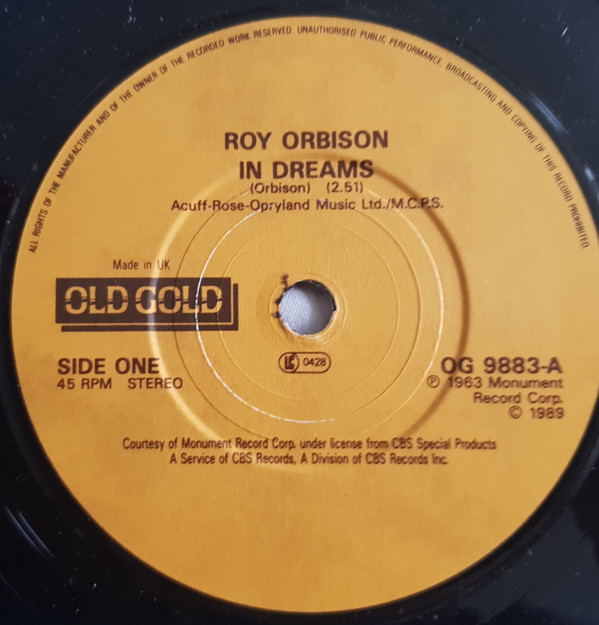 ALL RIGHTS OF THE MANUFACTURER AND OF THE OWNER OF THE RECORDED WORK RESERVED. UNAUTHORISED PUBLIC PERFORMANCE, BROADCASTING AND COPYING OF THIS RECORD PROHIBITED.
ROY ORBISON
IN DREAMS
(Orbison) (2.51)
Acuff-Rose-Opryland Music Ltd./M.C.P.S.
Made in UK
OLD GOLD
SIDE ONE
45 RPM STEREO
LC 0428
OG 9883-A
℗ 1963 Monument
Record Corp.
© 1989
Courtesy of Monument Record Corp. under license from CBS Special Products
A Service of CBS Records, A Division of CBS Records Inc.